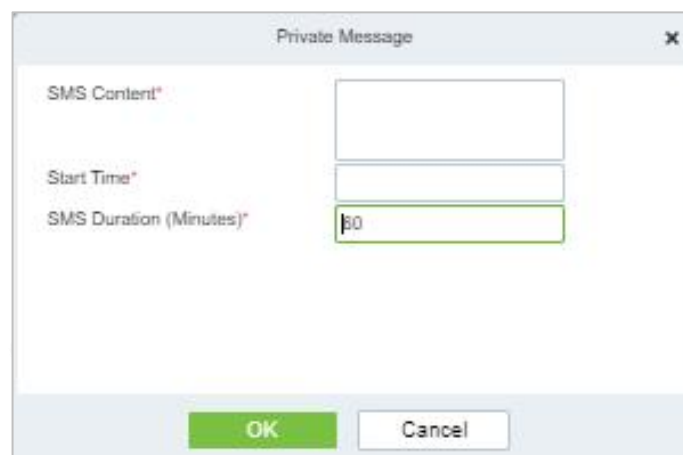 Private Message
SMS Content*
Start Time*
SMS Duration (Minutes)*
60
OK
Cancel